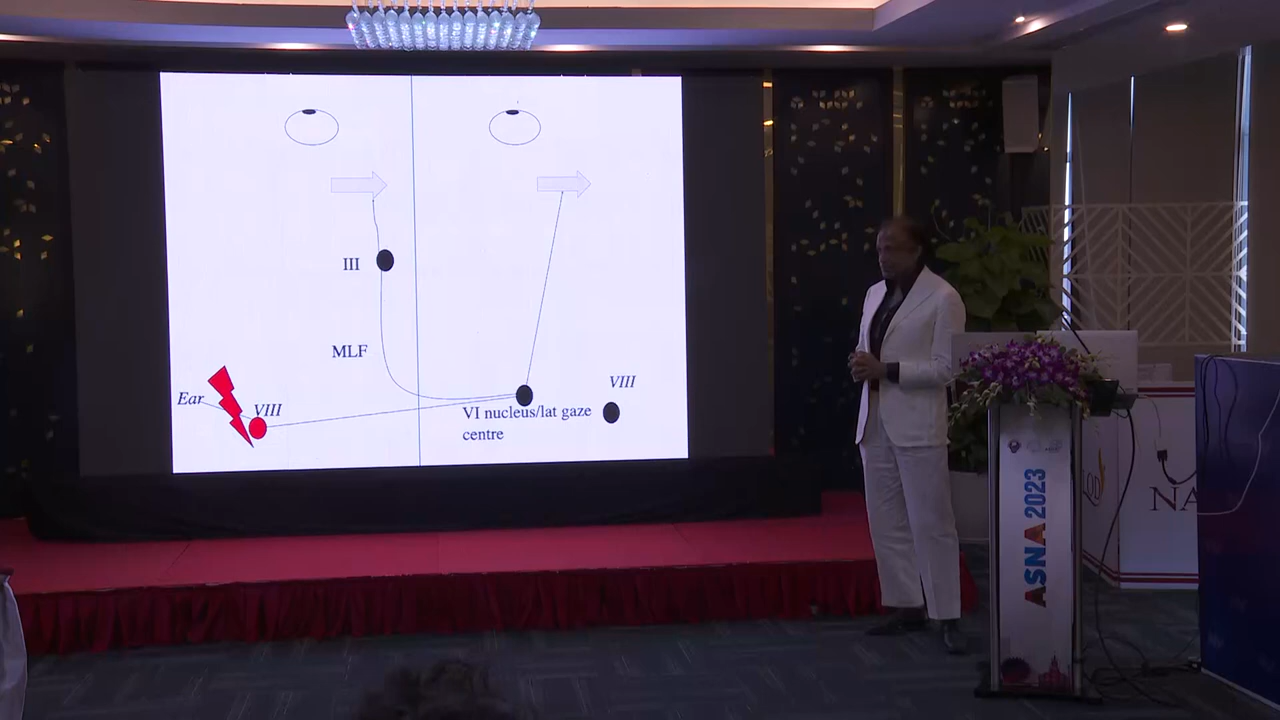 III
MLF
Ear
VIII
VIII
VI nucleus/lat gaze
centre
ASNA 2023
NA